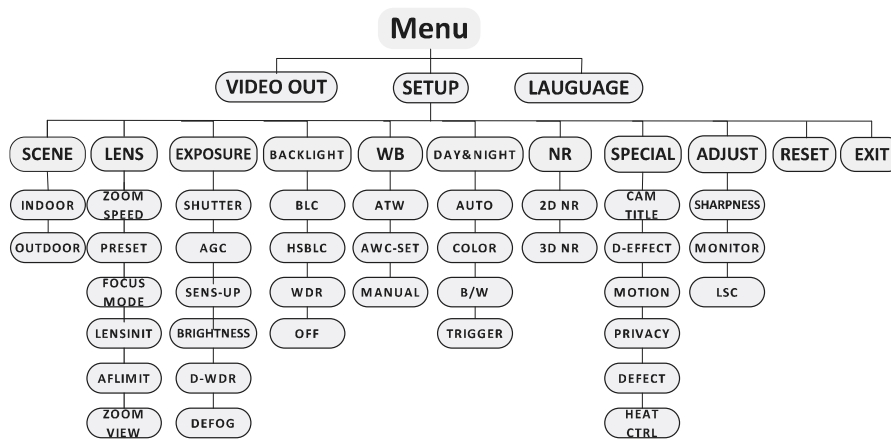 Menu
VIDEO OUT
SETUP
LAUGUAGE
SCENE
LENS
EXPOSURE
BACKLIGHT
WB
DAY&NIGHT
NR
SPECIAL
ADJUST
RESET
EXIT
INDOOR
OUTDOOR
ZOOM
SPEED
PRESET
FOCUS
MODE
LENSINIT
AFLIMIT
ZOOM
VIEW
SHUTTER
AGC
SENS-UP
BRIGHTNESS
D-WDR
DEFOG
BLC
HSBLC
WDR
OFF
ATW
AWC-SET
MANUAL
AUTO
COLOR
B/W
TRIGGER
2D NR
3D NR
CAM
TITLE
D-EFFECT
MOTION
PRIVACY
DEFECT
HEAT
CTRL
SHARPNESS
MONITOR
LSC